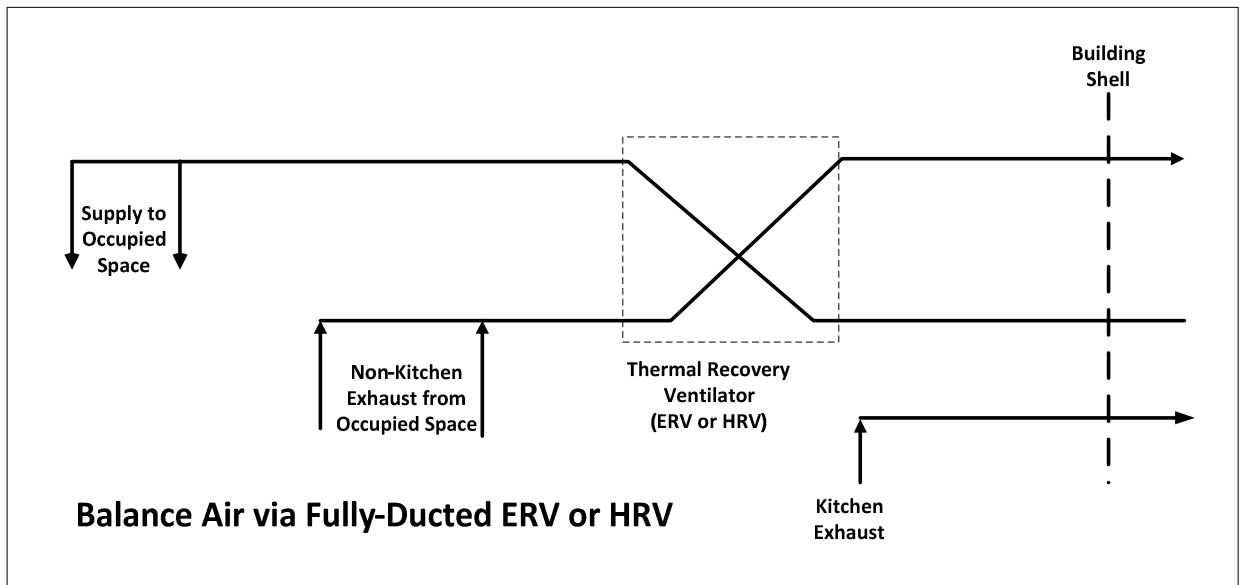 Building
Shell
Supply to
Occupied
Space
Non-Kitchen
Exhaust from
Occupied Space
Thermal Recovery
Ventilator
(ERV or HRV)
Kitchen
Exhaust
Balance Air via Fully-Ducted ERV or HRV